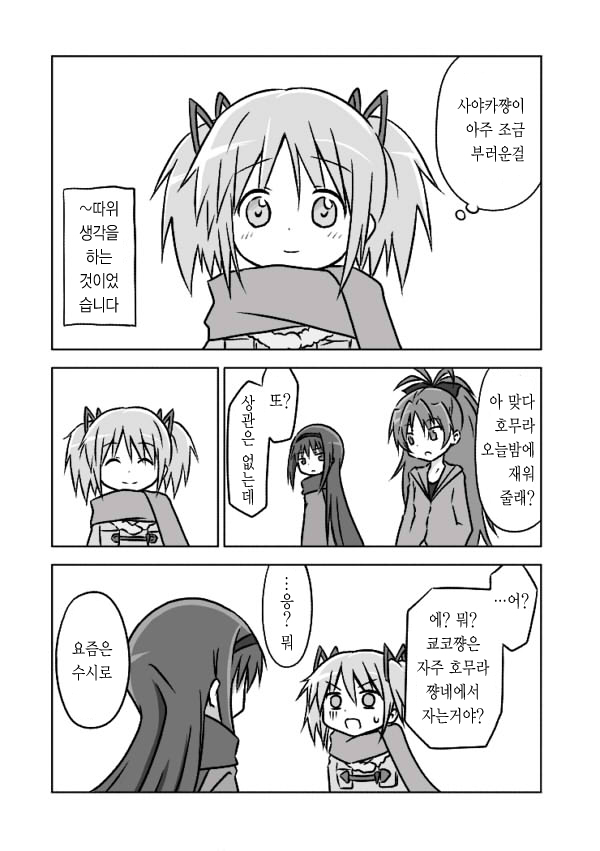 사야카쨩이
아주 조금
부러운걸
~따위
생각을
하는
것이었
습니다
아 맞다
호무라
오늘밤에
재워
줄래?
또?
상관은 없는데
…어?
에? 뭐?
쿄코쨩은
자주 호무라
쨩네에서
자는거야?
…응? 뭐
요즘은
수시로